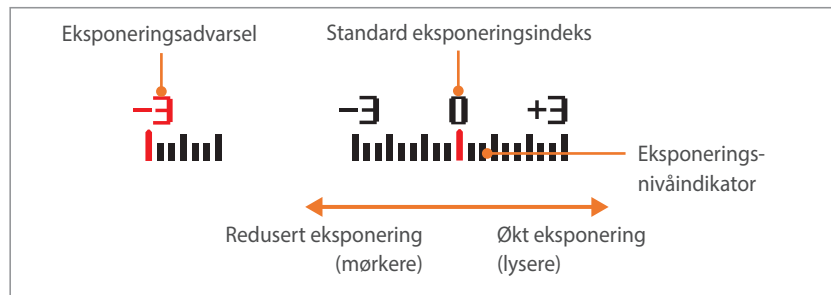 Eksponeringsadvarsel
Standard eksponeringsindeks
−3
−3 0 +3
Eksponerings-
nivåindikator
Redusert eksponering
(mørkere)
Økt eksponering
(lysere)